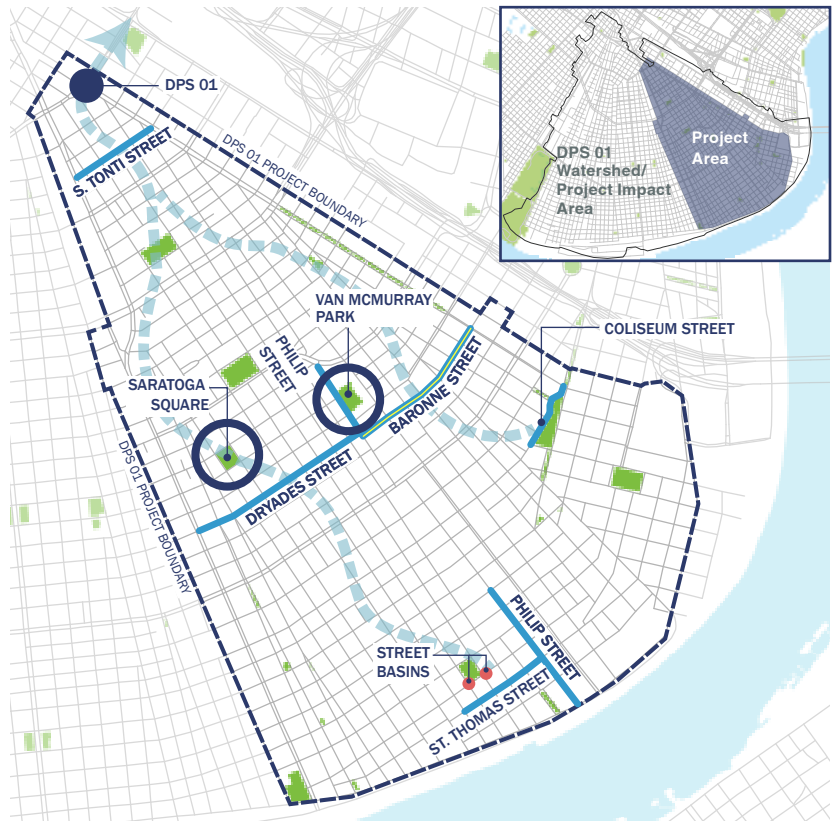 DPS 01
S. TONTI STREET
DPS 01 PROJECT BOUNDARY
Project
Area
DPS 01
Watershed/
Project Impact
Area
VAN MCMURRAY
PARK
COLISEUM STREET
PHILIP
STREET
BARONNE STREET
SARATOGA
SQUARE
DPS 01 PROJECT BOUNDARY
DRYADES STREET
PHILIP STREET
STREET
BASINS
ST. THOMAS STREET